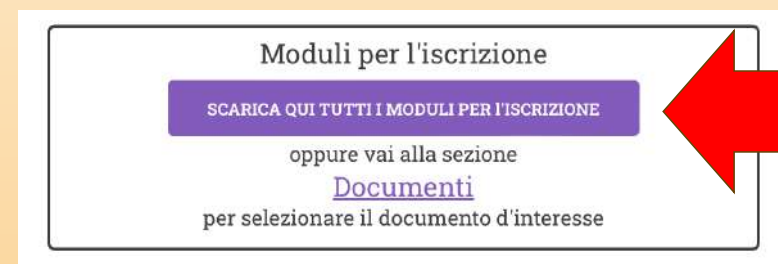 Moduli per l'iscrizione
SCARICA QUI TUTTI I MODULI PER l'ISCRIZIONE
oppure vai alla sezione
Documenti
per selezionare il documento d'interesse